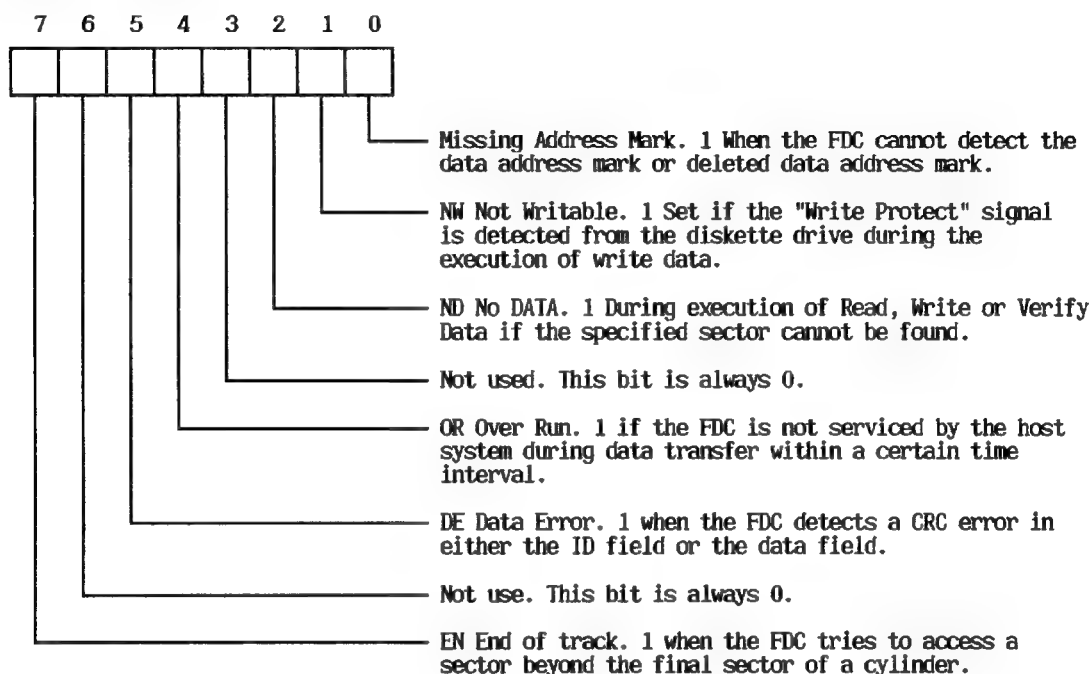 7 6 5 4 3 2 1 0
Missing Address Mark. 1 When the FDC cannot detect the
data address mark or deleted data address mark.
NW Not Writable. 1 Set if the "Write Protect" signal
is detected from the diskette drive during the
execution of write data.
ND No DATA. 1 During execution of Read, Write or Verify
Data if the specified sector cannot be found.
Not used. This bit is always 0.
OR Over Run. 1 if the FDC is not serviced by the host
system during data transfer within a certain time
interval.
DE Data Error. 1 when the FDC detects a CRC error in
either the ID field or the data field.
Not use. This bit is always 0.
EN End of track. 1 when the FDC tries to access a
sector beyond the final sector of a cylinder.